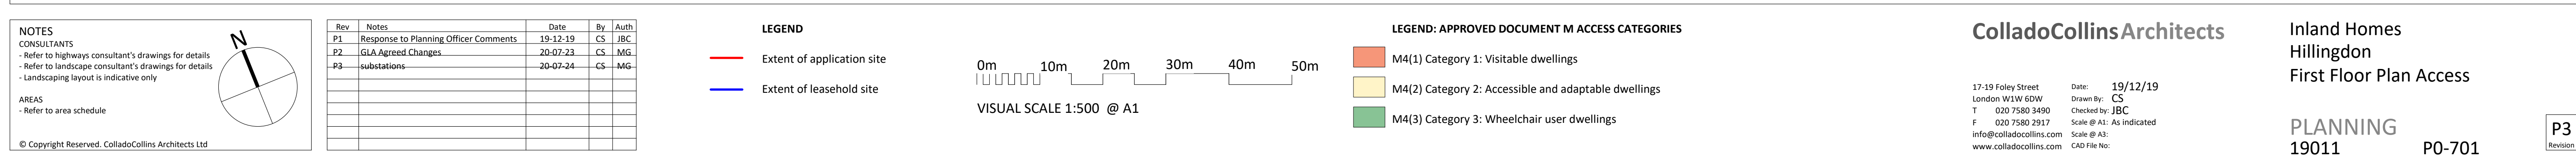 NOTES
CONSULTANTS
- Refer to highways consultant's drawings for details
- Refer to landscape consultant's drawings for details
- Landscaping layout is indicative only
AREAS
- Refer to area schedule
© Copyright Reserved. ColladoCollins Architects Ltd
N
Rev Notes Date By Auth
P1 Response to Planning Officer Comments 19-12-19 CS JBC
P2 GLA Agreed Changes 20-07-23 CS MG
P3 substations 20-07-24 CS MG
LEGEND
Extent of application site
Extent of leasehold site
0m 10m 20m 30m 40m 50m
VISUAL SCALE 1:500 @ A1
LEGEND: APPROVED DOCUMENT M ACCESS CATEGORIES
M4(1) Category 1: Visitable dwellings
M4(2) Category 2: Accessible and adaptable dwellings
M4(3) Category 3: Wheelchair user dwellings
ColladoCollinsArchitects
17-19 Foley Street
London W1W 6DW
T 020 7580 3490
F 020 7580 2917
info@colladocollins.com
www.colladocollins.com
Date: 19/12/19
Drawn By: CS
Checked by: JBC
Scale @ A1: As indicated
Scale @ A3:
CAD File No:
Inland Homes
Hillingdon
First Floor Plan Access
PLANNING
19011 P0-701
P3
Revision